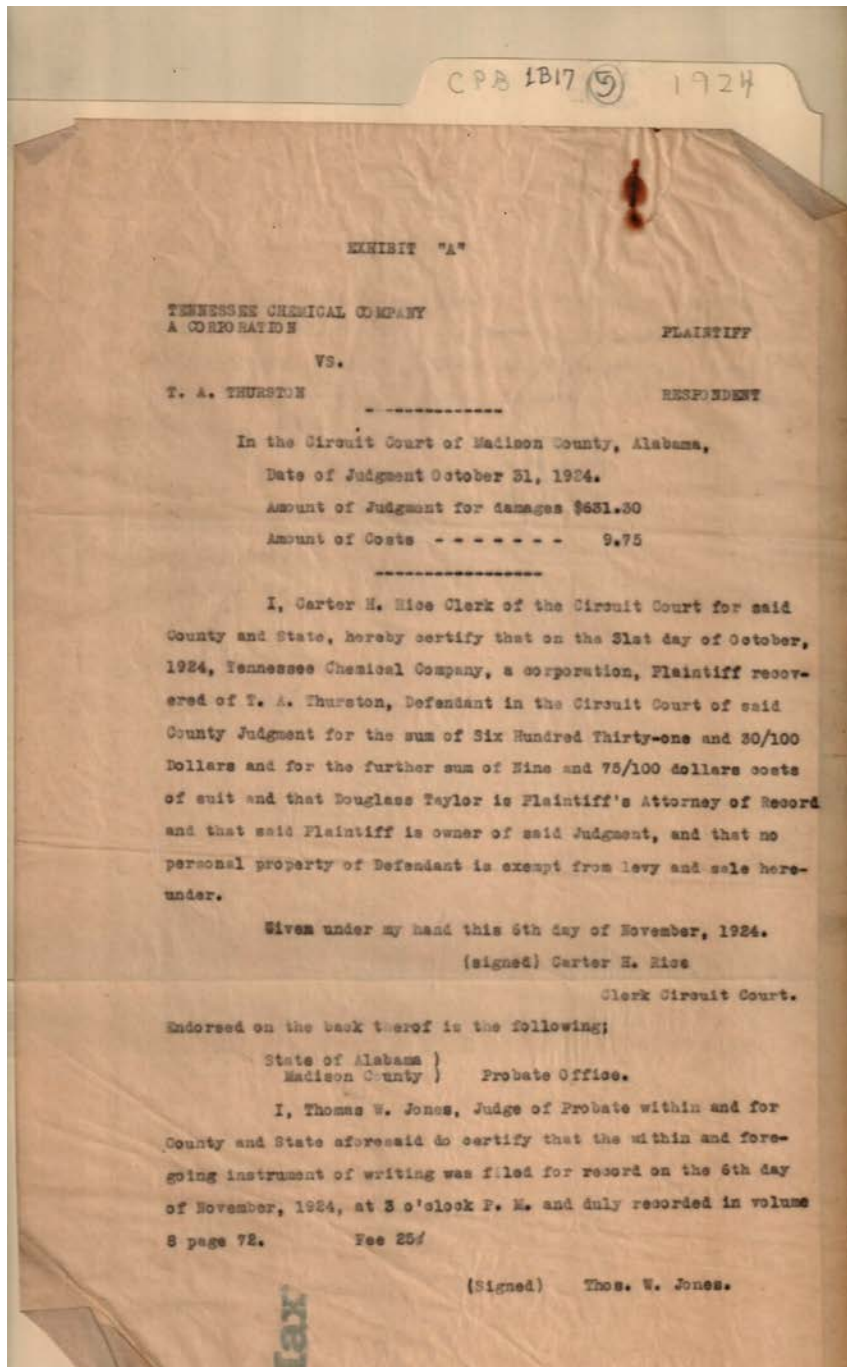 CPB 1B17 5 1924
EXHIBIT "A"
TENNESSEE CHEMICAL COMPANY
A CORPORATION PLAINTIFF
VS.
T. A. THURSTON RESPONDENT
- - - - - - - - - - - - -
In the Circuit Court of Madison County, Alabama,
Date of Judgment October 31, 1924.
Amount of Judgment for damages $631.30
Amount of Costs - - - - - - - 9.75
-----------------
I, Carter H. Rice Clerk of the Circuit Court for said
County and State, hereby certify that on the 31st day of October,
1924, Tennessee Chemical Company, a corporation, Plaintiff recov-
ered of T. A. Thurston, Defendant in the Circuit Court of said
County Judgment for the sum of Six Hundred Thirty-one and 30/100
Dollars and for the further sum of Nine and 75/100 dollars costs
of suit and that Douglass Taylor is Plaintiff's Attorney of Record
and that said Plaintiff is owner of said Judgment, and that no
personal property of Defendant is exempt from levy and sale here-
under.
Given under my hand this 6th day of November, 1924.
(signed) Carter H. Rice
Clerk Circuit Court.
Endorsed on the back therof is the following;
State of Alabama )
Madison County ) Probate Office.
I, Thomas W. Jones, Judge of Probate within and for
County and State aforesaid do certify that the within and fore-
going instrument of writing was filed for record on the 6th day
of November, 1924, at 3 o'clock P. M. and duly recorded in volume
8 page 72. Fee 25¢
(Signed) Thos. W. Jones.
Max